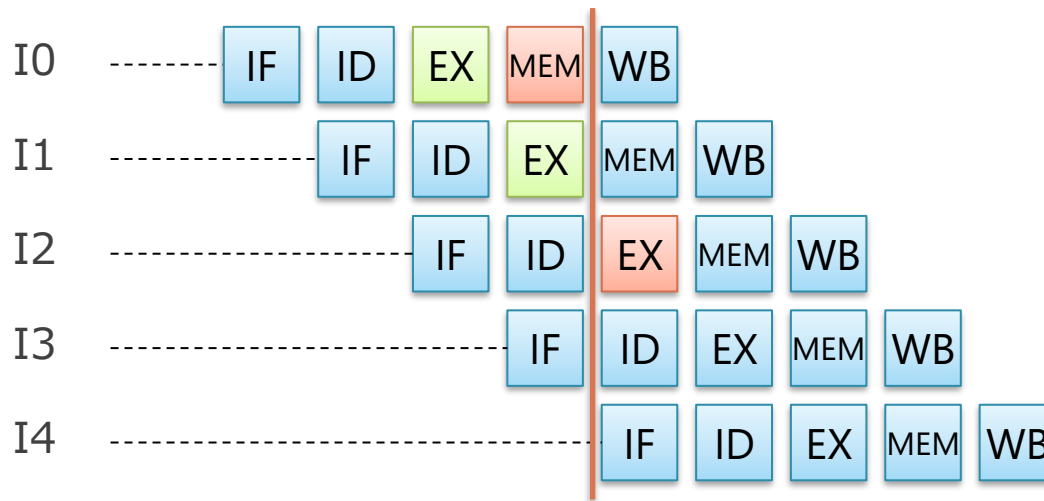 I0 IF ID EX MEM WB
I1 IF ID EX MEM WB
I2 IF ID EX MEM WB
I3 IF ID EX MEM WB
I4 IF ID EX MEM WB